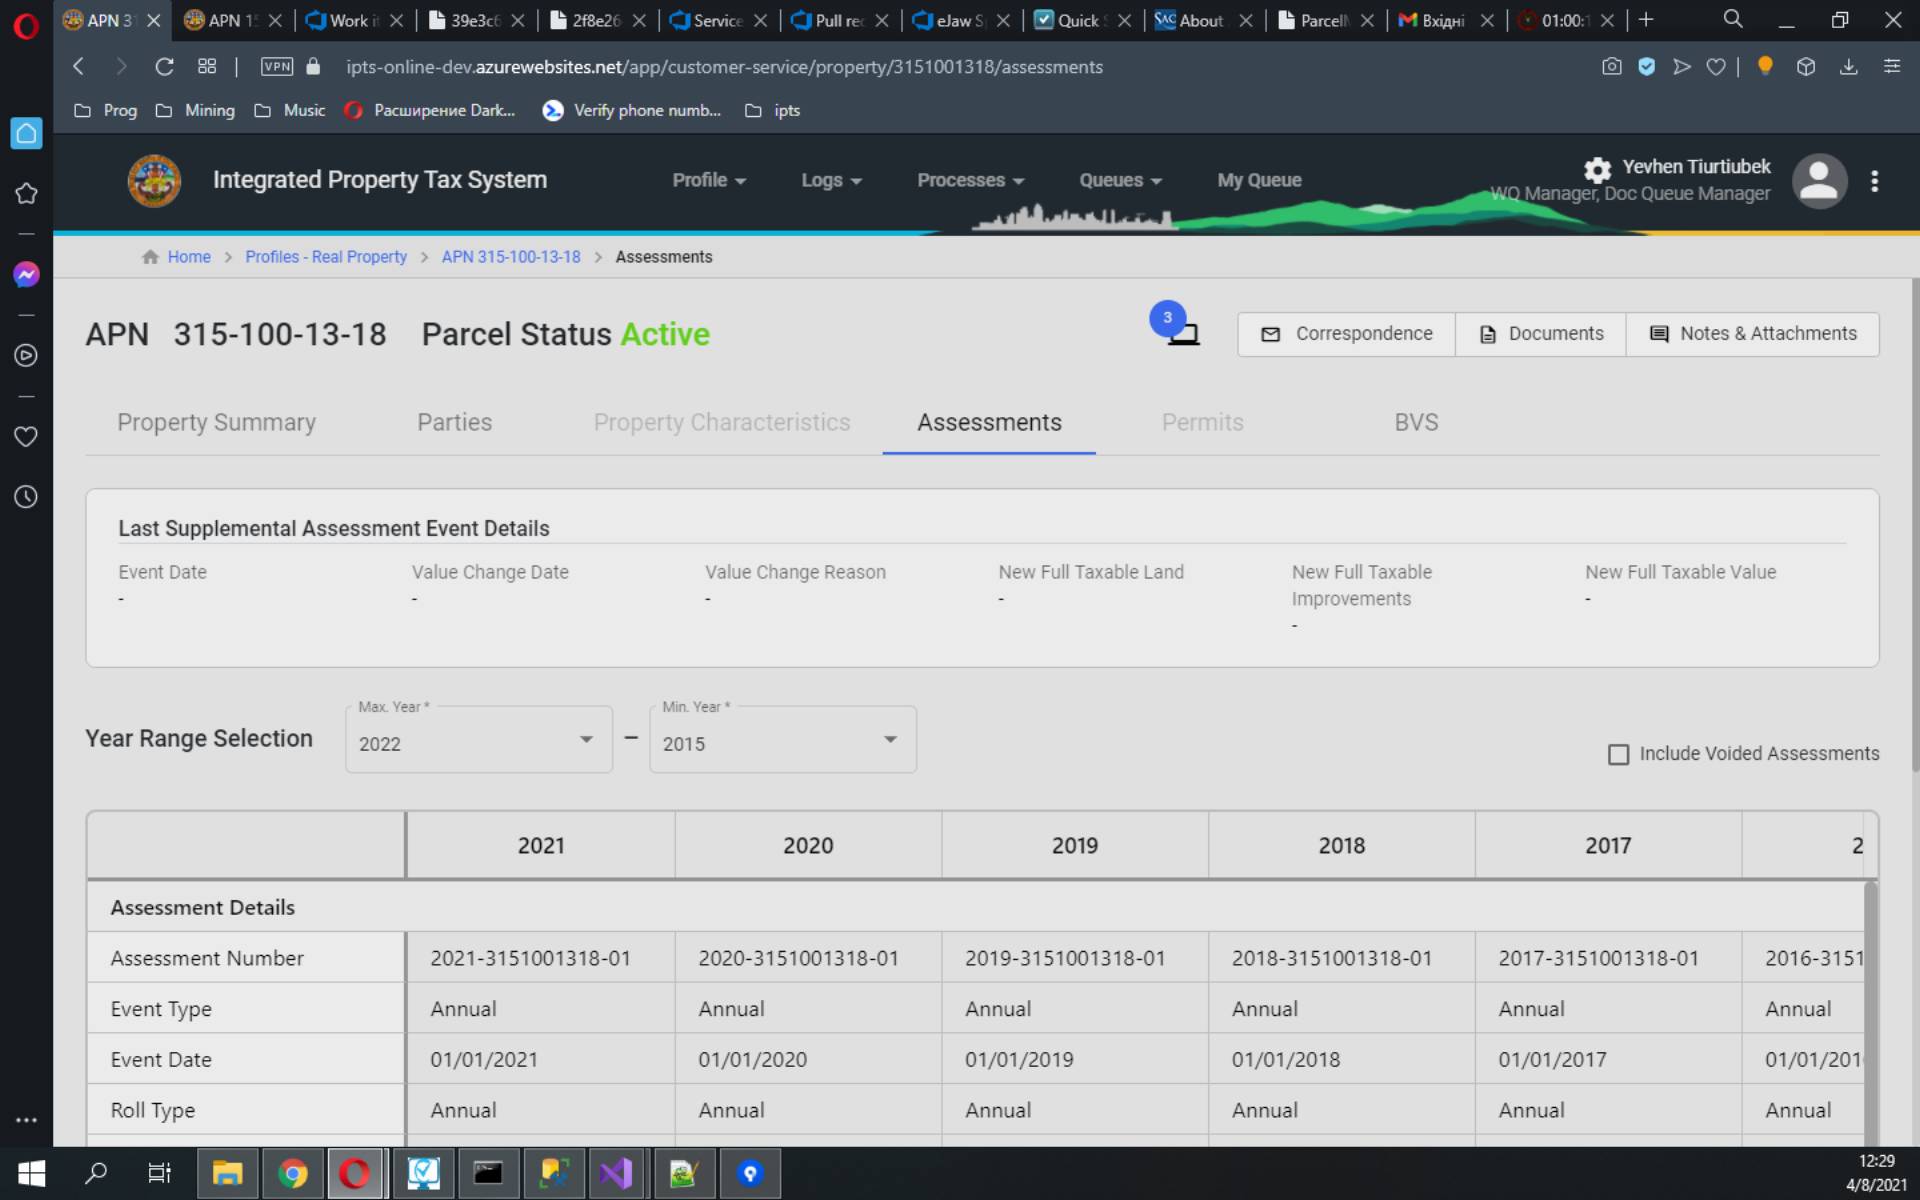 APN 31
APN 15
Work it
39e3c6
2f8e26
Service
Pull rec
eJaw Sp
Quick S
SAC About
ParcelM
Вхідні
01:00:1
VPN ipts-online-dev.azurewebsites.net/app/customer-service/property/3151001318/assessments
Prog Mining Music Расширение Dark... Verify phone numb... ipts
Integrated Property Tax System
Profile Logs Processes Queues My Queue
Yevhen Tiurtiubek
WQ Manager, Doc Queue Manager
Home > Profiles - Real Property > APN 315-100-13-18 > Assessments
APN 315-100-13-18 Parcel Status Active
3
Correspondence Documents Notes & Attachments
Property Summary Parties Property Characteristics Assessments Permits BVS
Last Supplemental Assessment Event Details
Event Date Value Change Date Value Change Reason New Full Taxable Land New Full Taxable Improvements New Full Taxable Value
- - - - - -
Year Range Selection
Max. Year *
2022
–
Min. Year *
2015
Include Voided Assessments
2021 2020 2019 2018 2017 2
Assessment Details
Assessment Number 2021-3151001318-01 2020-3151001318-01 2019-3151001318-01 2018-3151001318-01 2017-3151001318-01 2016-3151
Event Type Annual Annual Annual Annual Annual Annual
Event Date 01/01/2021 01/01/2020 01/01/2019 01/01/2018 01/01/2017 01/01/201
Roll Type Annual Annual Annual Annual Annual Annual
12:29
4/8/2021